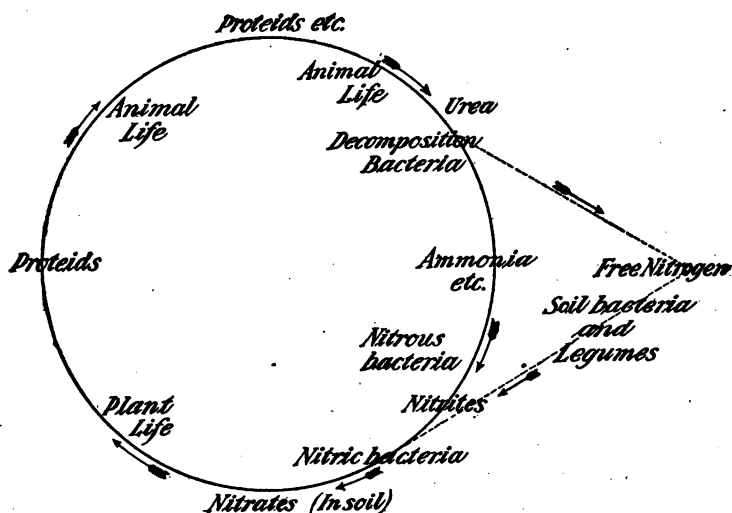 Proteids etc.
Animal
Life
Urea
Decomposition
Bacteria
Animal
Life
Proteids
Ammonia
etc.
Free Nitrogen
Soil bacteria
and
Legumes
Nitrous
bacteria
Nitrites
Plant
Life
Nitric bacteria
Nitrates (In soil)